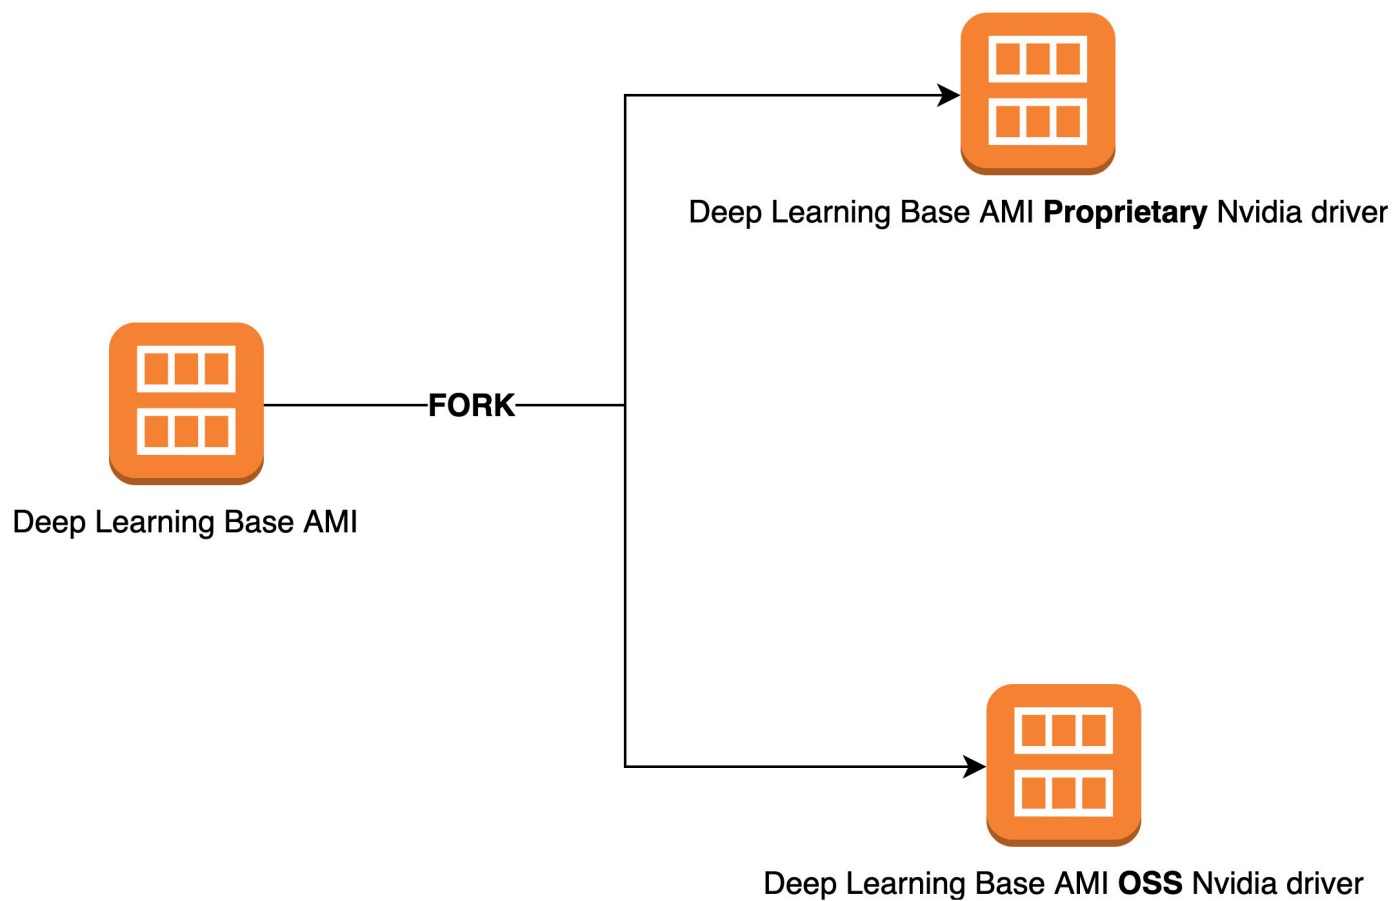 Deep Learning Base AMI Proprietary Nvidia driver
FORK
Deep Learning Base AMI
Deep Learning Base AMI OSS Nvidia driver